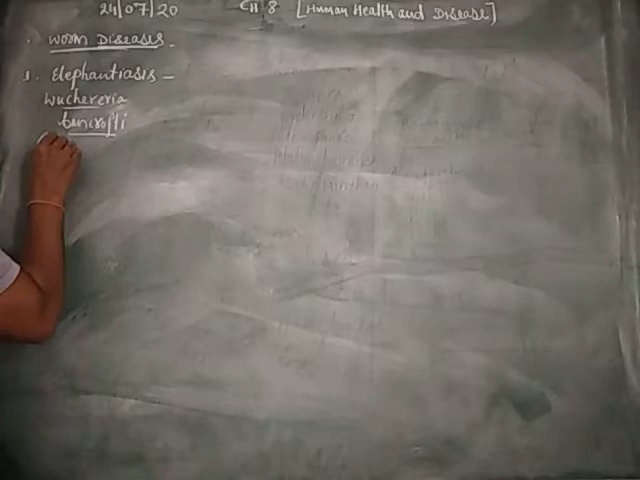 24/07/20 CH 8 [Human Health and Disease]
. Worm Diseases -
1. Elephantiasis -
Wuchereria
bancrofti
(